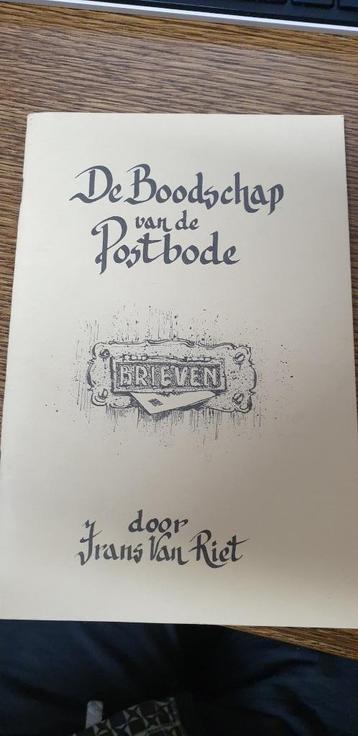 De Boodschap
van de
Postbode
BRIEVEN
door
Frans Van Riet